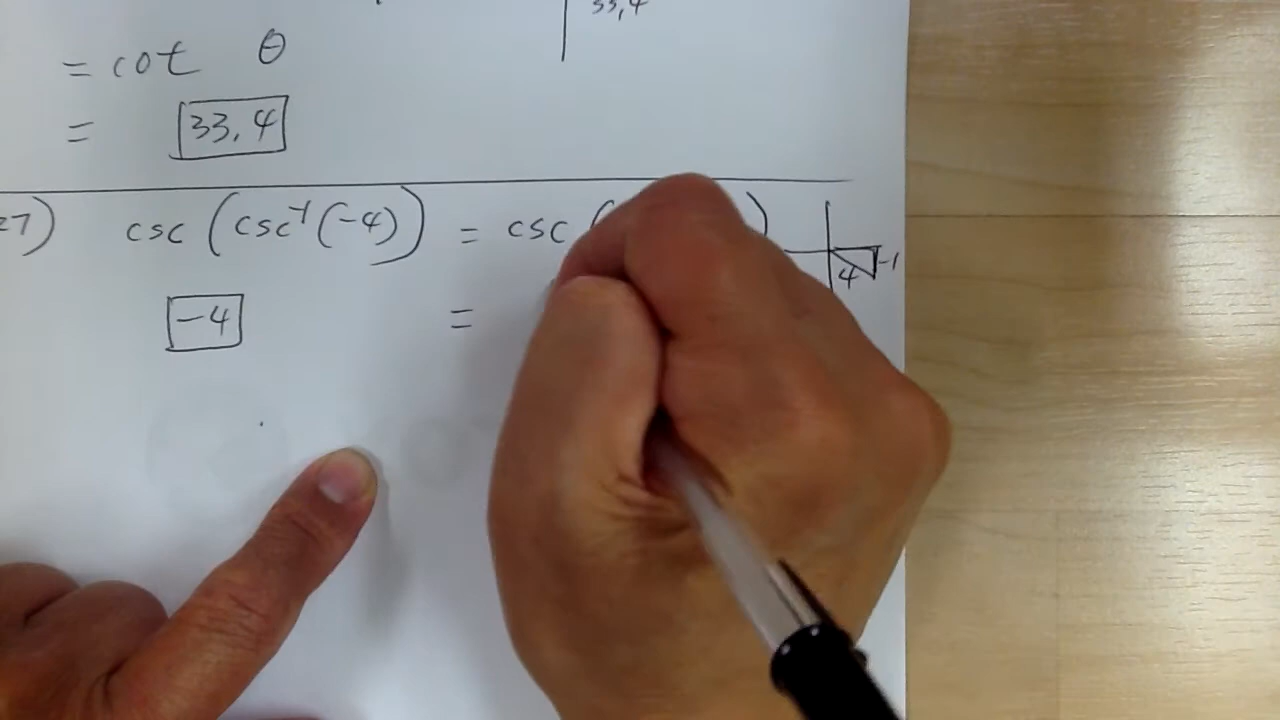 33,4
= cot θ
= 33,4
27) csc (csc⁻¹(-4)) = csc ( )
4 -1
-4 =